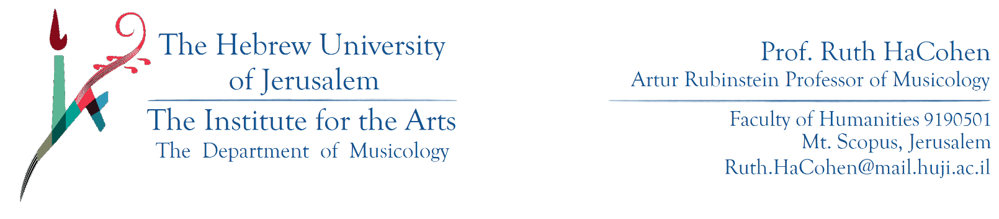 The Hebrew University
of Jerusalem
The Institute for the Arts
The Department of Musicology
Prof. Ruth HaCohen
Artur Rubinstein Professor of Musicology
Faculty of Humanities 9190501
Mt. Scopus, Jerusalem
Ruth.HaCohen@mail.huji.ac.il